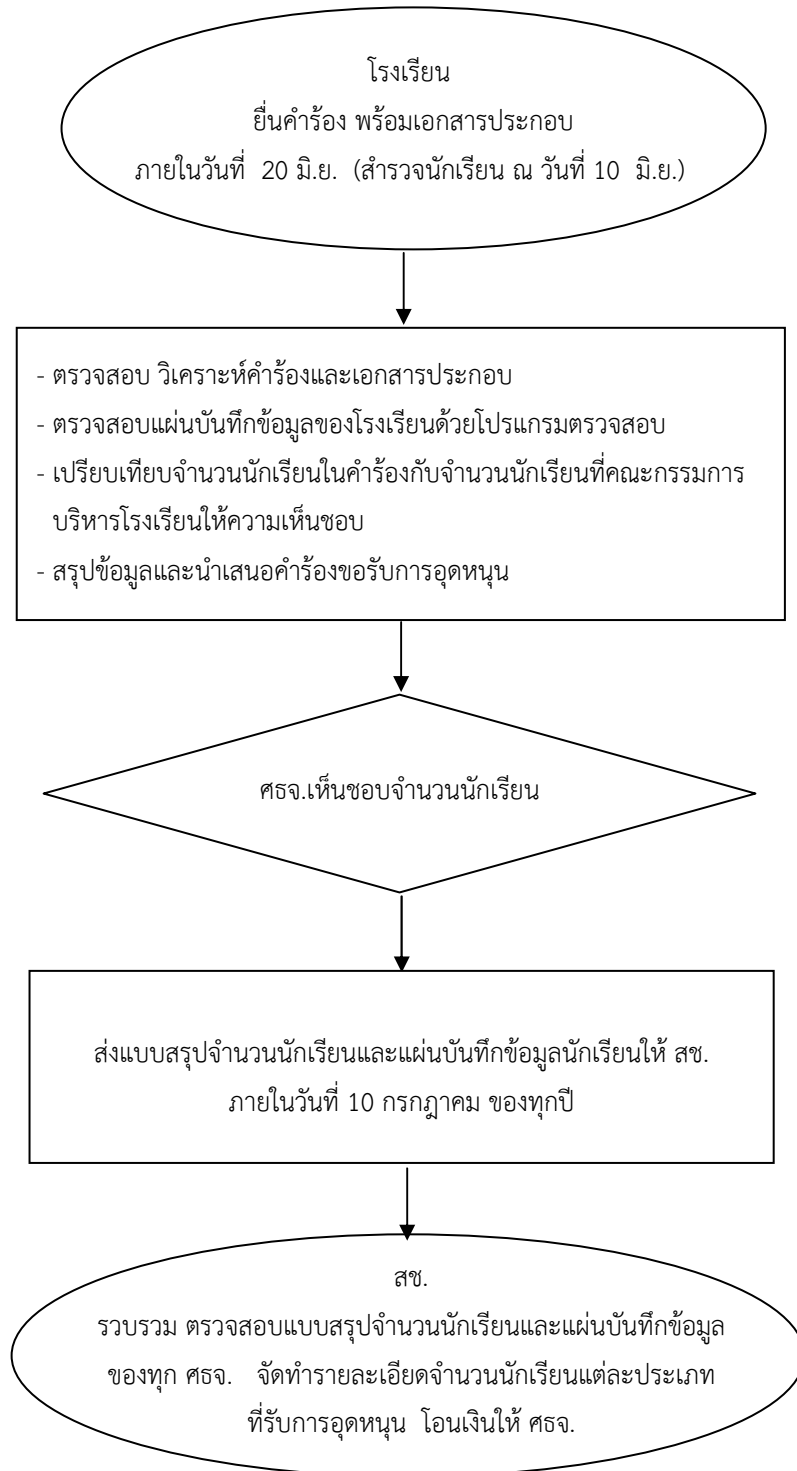 โรงเรียน
ยื่นคำร้อง พร้อมเอกสารประกอบ
ภายในวันที่ 20 มิ.ย. (สำรวจนักเรียน ณ วันที่ 10 มิ.ย.)
- ตรวจสอบ วิเคราะห์คำร้องและเอกสารประกอบ
- ตรวจสอบแผ่นบันทึกข้อมูลของโรงเรียนด้วยโปรแกรมตรวจสอบ
- เปรียบเทียบจำนวนนักเรียนในคำร้องกับจำนวนนักเรียนที่คณะกรรมการ
บริหารโรงเรียนให้ความเห็นชอบ
- สรุปข้อมูลและนำเสนอคำร้องขอรับการอุดหนุน
ศธจ.เห็นชอบจำนวนนักเรียน
ส่งแบบสรุปจำนวนนักเรียนและแผ่นบันทึกข้อมูลนักเรียนให้ สช.
ภายในวันที่ 10 กรกฎาคม ของทุกปี
สช.
รวบรวม ตรวจสอบแบบสรุปจำนวนนักเรียนและแผ่นบันทึกข้อมูล
ของทุก ศธจ. จัดทำรายละเอียดจำนวนนักเรียนแต่ละประเภท
ที่รับการอุดหนุน โอนเงินให้ ศธจ.